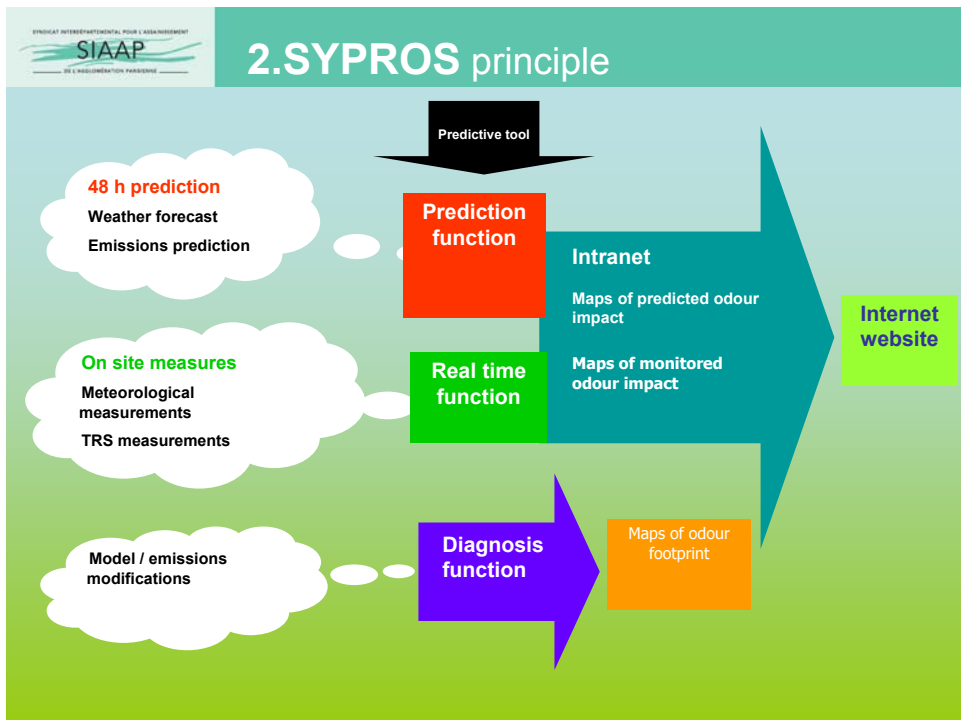 SYNDICAT INTERDÉPARTEMENTAL POUR L'ASSAINISSEMENT
SIAAP
DE L'AGGLOMÉRATION PARISIENNE
2.SYPROS principle
Predictive tool
48 h prediction
Weather forecast
Emissions prediction
Prediction
function
Intranet
Maps of predicted odour
impact
Maps of monitored
odour impact
Internet
website
On site measures
Meteorological
measurements
TRS measurements
Real time
function
Model / emissions
modifications
Diagnosis
function
Maps of odour
footprint